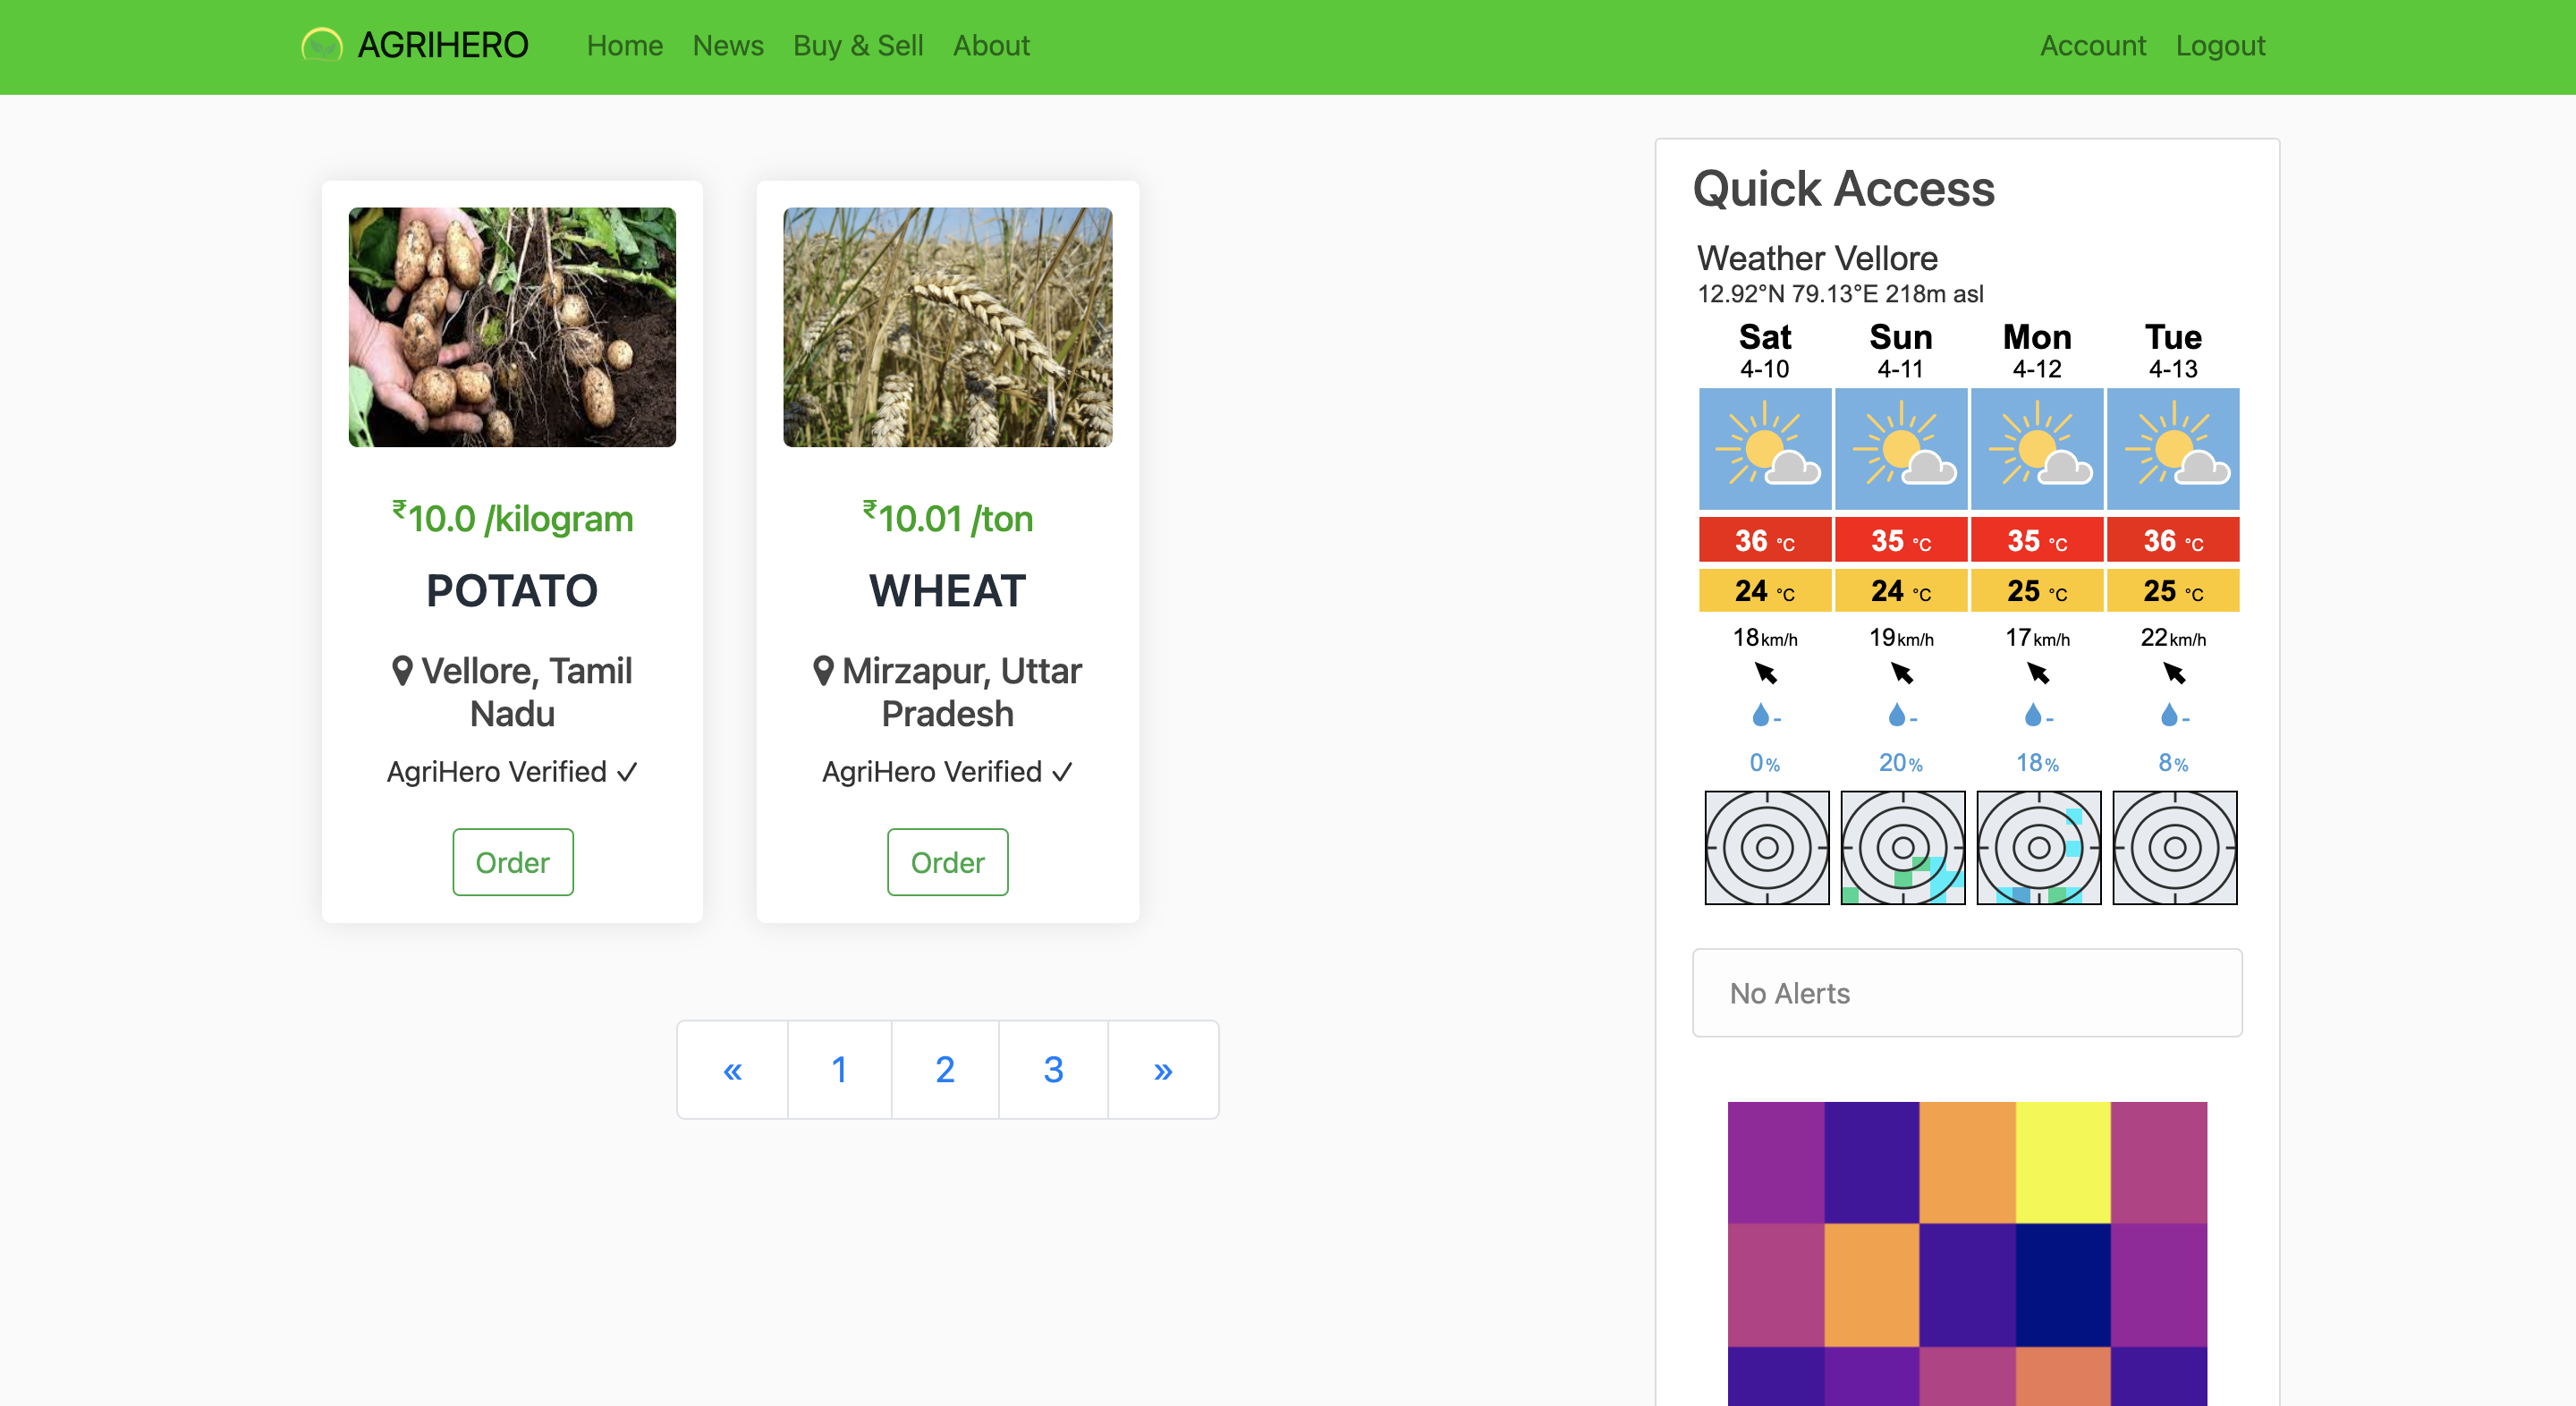 AGRIHERO Home News Buy & Sell About Account Logout
₹10.0 /kilogram
POTATO
Vellore, Tamil
Nadu
AgriHero Verified ✓
Order
₹10.01 /ton
WHEAT
Mirzapur, Uttar
Pradesh
AgriHero Verified ✓
Order
« 1 2 3 »
Quick Access
Weather Vellore
12.92°N 79.13°E 218m asl
Sat Sun Mon Tue
4-10 4-11 4-12 4-13
36 °C 35 °C 35 °C 36 °C
24 °C 24 °C 25 °C 25 °C
18 km/h 19 km/h 17 km/h 22 km/h
- - - -
0% 20% 18% 8%
No Alerts